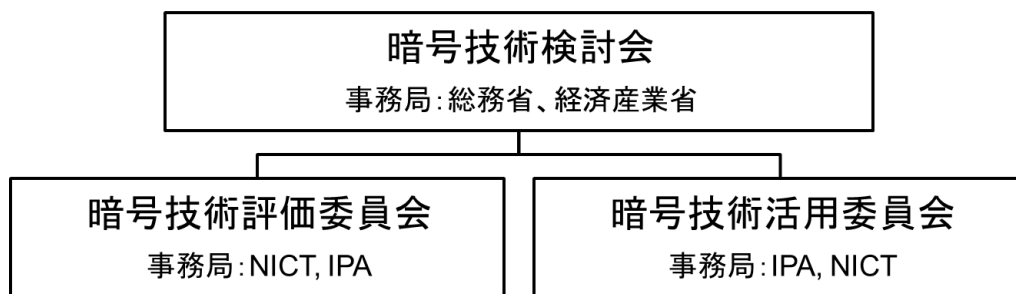 暗号技術検討会
事務局：総務省、経済産業省
暗号技術評価委員会
事務局：NICT, IPA
暗号技術活用委員会
事務局：IPA, NICT